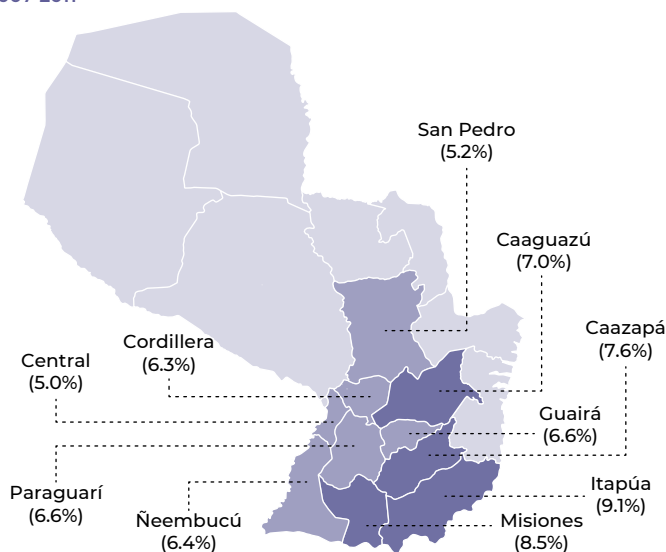 San Pedro
(5.2%)
Caaguazú
(7.0%)
Caazapá
(7.6%)
Cordillera
(6.3%)
Central
(5.0%)
Guairá
(6.6%)
Itapúa
(9.1%)
Paraguarí
(6.6%)
Ñeembucú
(6.4%)
Misiones
(8.5%)